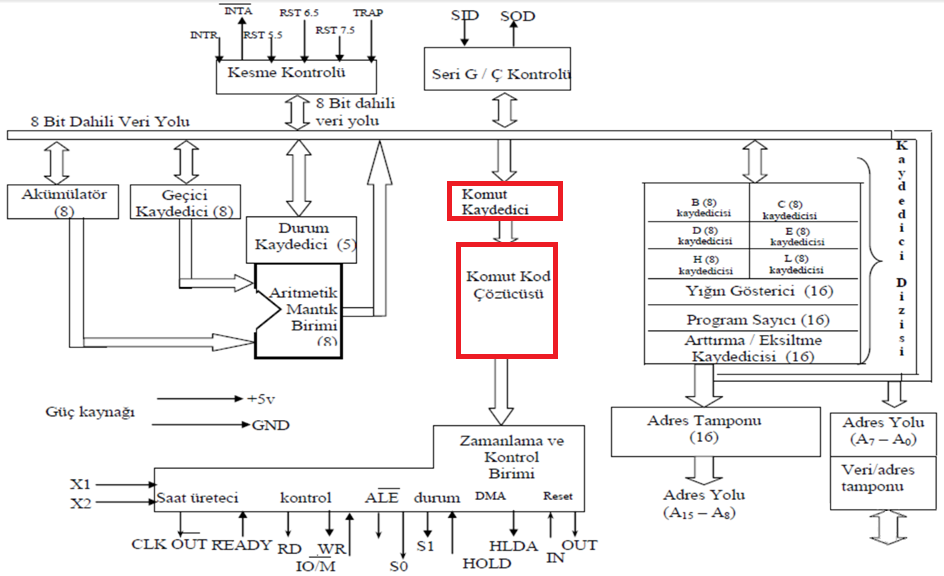 INTA
SID
SOD
RST 6.5
TRAP
INTR
RST 5.5
RST 7.5
Kesme Kontrolü
Seri G / Ç Kontrolü
8 Bit dahili
veri yolu
8 Bit Dahili Veri Yolu
Akümülatör
(8)
Geçici
Kaydedici (8)
Durum
Kaydedici (5)
Aritmetik
Mantık
Birimi
(8)
Komut
Kaydedici
Komut Kod
Çözücüsü
B (8)
kaydedicisi
C (8)
kaydedicisi
D (8)
kaydedicisi
E (8)
kaydedicisi
H (8)
kaydedicisi
L (8)
kaydedicisi
Yığın Gösterici (16)
Program Sayıcı (16)
Arttırma / Eksiltme
Kaydedicisi (16)
Kaydedici Dizisi
Güç kaynağı
+5v
GND
Adres Tamponu
(16)
Adres Yolu
(A7 – A0)
Veri/adres
tamponu
Adres Yolu
(A15 – A8)
Zamanlama ve
Kontrol
Birimi
X1
X2
Saat üreteci
kontrol
ALE
durum
DMA
Reset
CLK OUT
READY
RD
WR
IO/M
S0
S1
HOLD
HLDA
IN
OUT